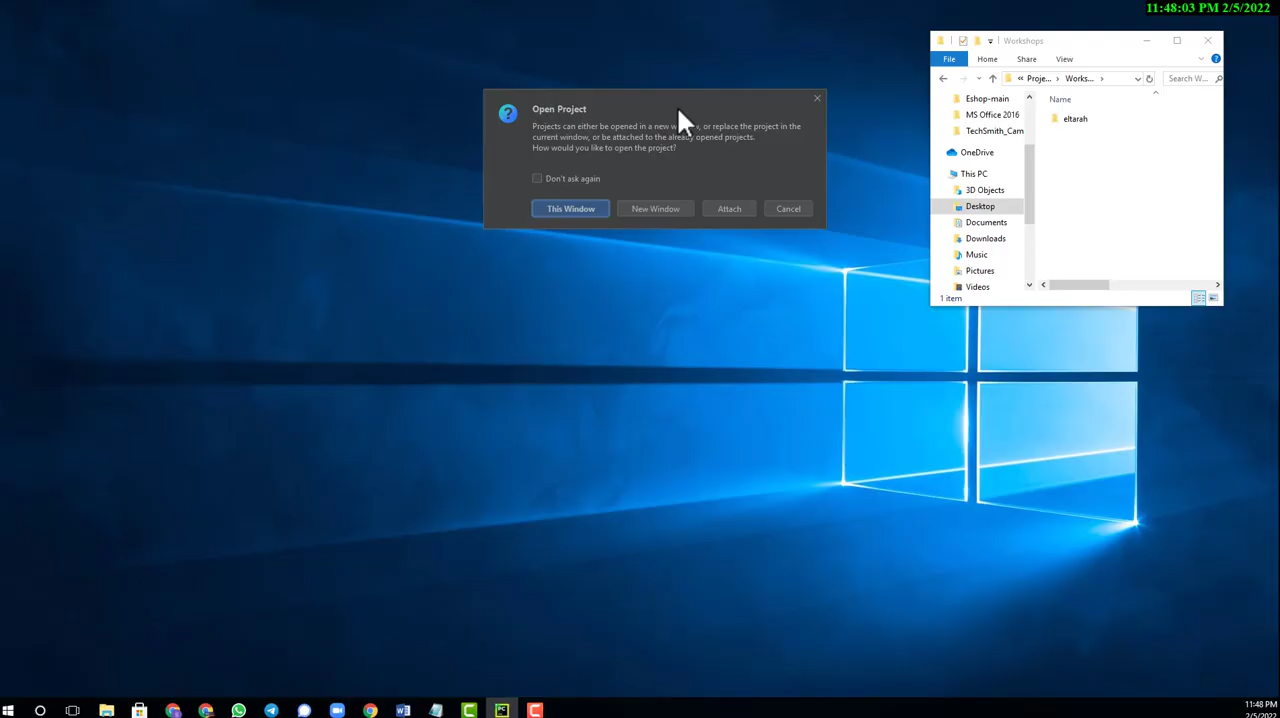 11:48:03 PM 2/5/2022
Workshops
File Home Share View
« Proje... › Works... › Search W...
Eshop-main
MS Office 2016
TechSmith_Cam
OneDrive
This PC
3D Objects
Desktop
Documents
Downloads
Music
Pictures
Videos
Name
eltarah
1 item
Open Project
Projects can either be opened in a new or replace the project in the
current window, or be attached to the already opened projects.
How would you like to open the project?
Don't ask again
This Window New Window Attach Cancel
11:48 PM
2/5/2022